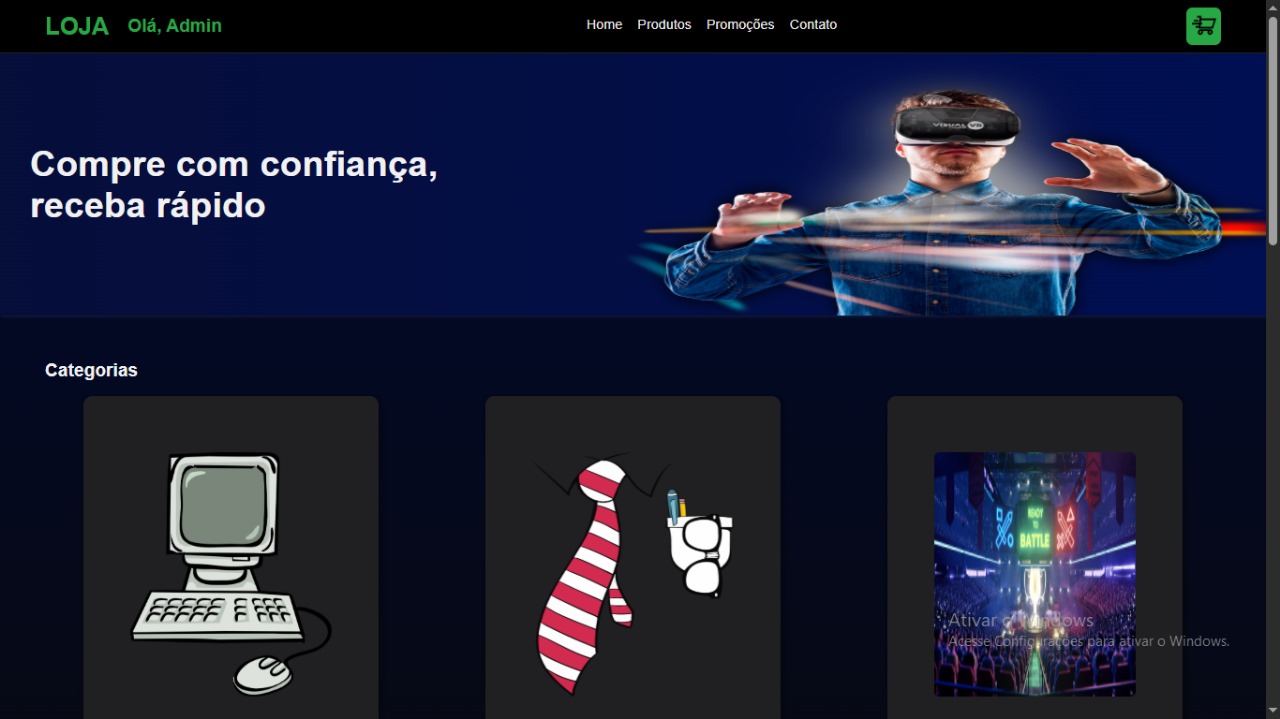 LOJA Olá, Admin Home Produtos Promoções Contato
VISUAL VR
Compre com confiança,
receba rápido
Categorias
READY
TO
BATTLE
Ativar o Windows
Acesse Configurações para ativar o Windows.